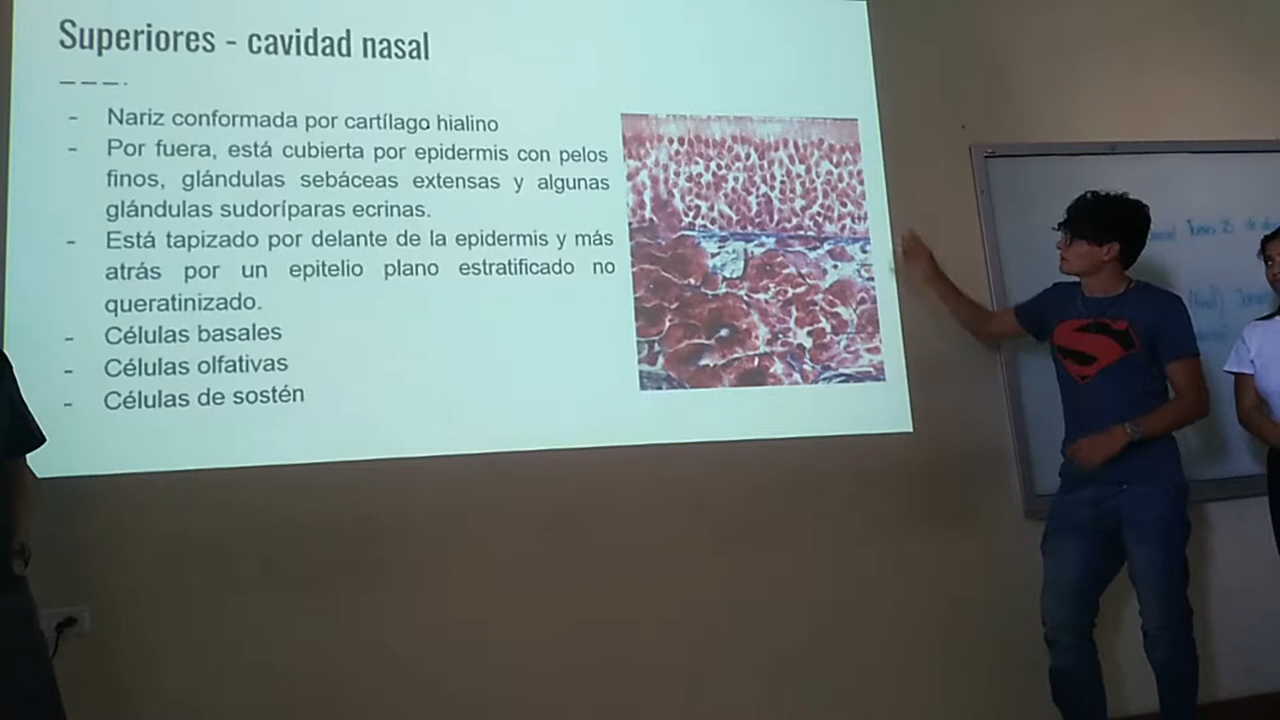 Superiores - cavidad nasal
- Nariz conformada por cartílago hialino
- Por fuera, está cubierta por epidermis con pelos
finos, glándulas sebáceas extensas y algunas
glándulas sudoríparas ecrinas.
- Está tapizado por delante de la epidermis y más
atrás por un epitelio plano estratificado no
queratinizado.
- Células basales
- Células olfativas
- Células de sostén